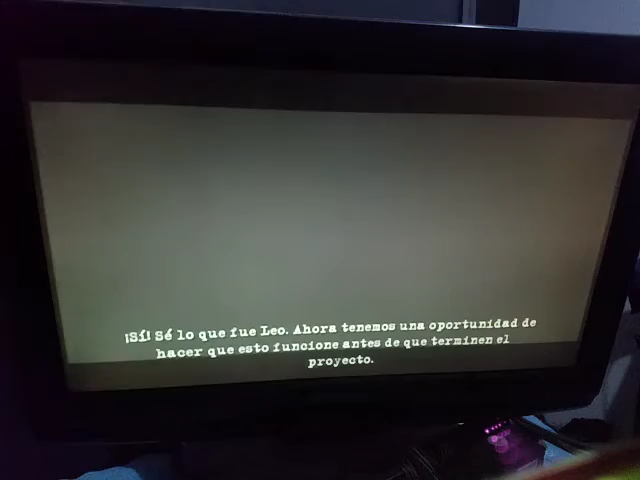 ¡Sí! Sé lo que fue Leo. Ahora tenemos una oportunidad de
hacer que esto funcione antes de que terminen el
proyecto.